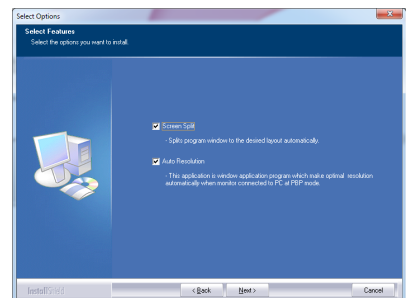 Select Options
Select Features
Select the options you want to install.
Screen Split
- Splits program window to the desired layout automatically.
Auto Resolution
- This application is window application program which make optimal resolution
automatically when monitor connected to PC at PBP mode.
InstallShield
< Back Next > Cancel